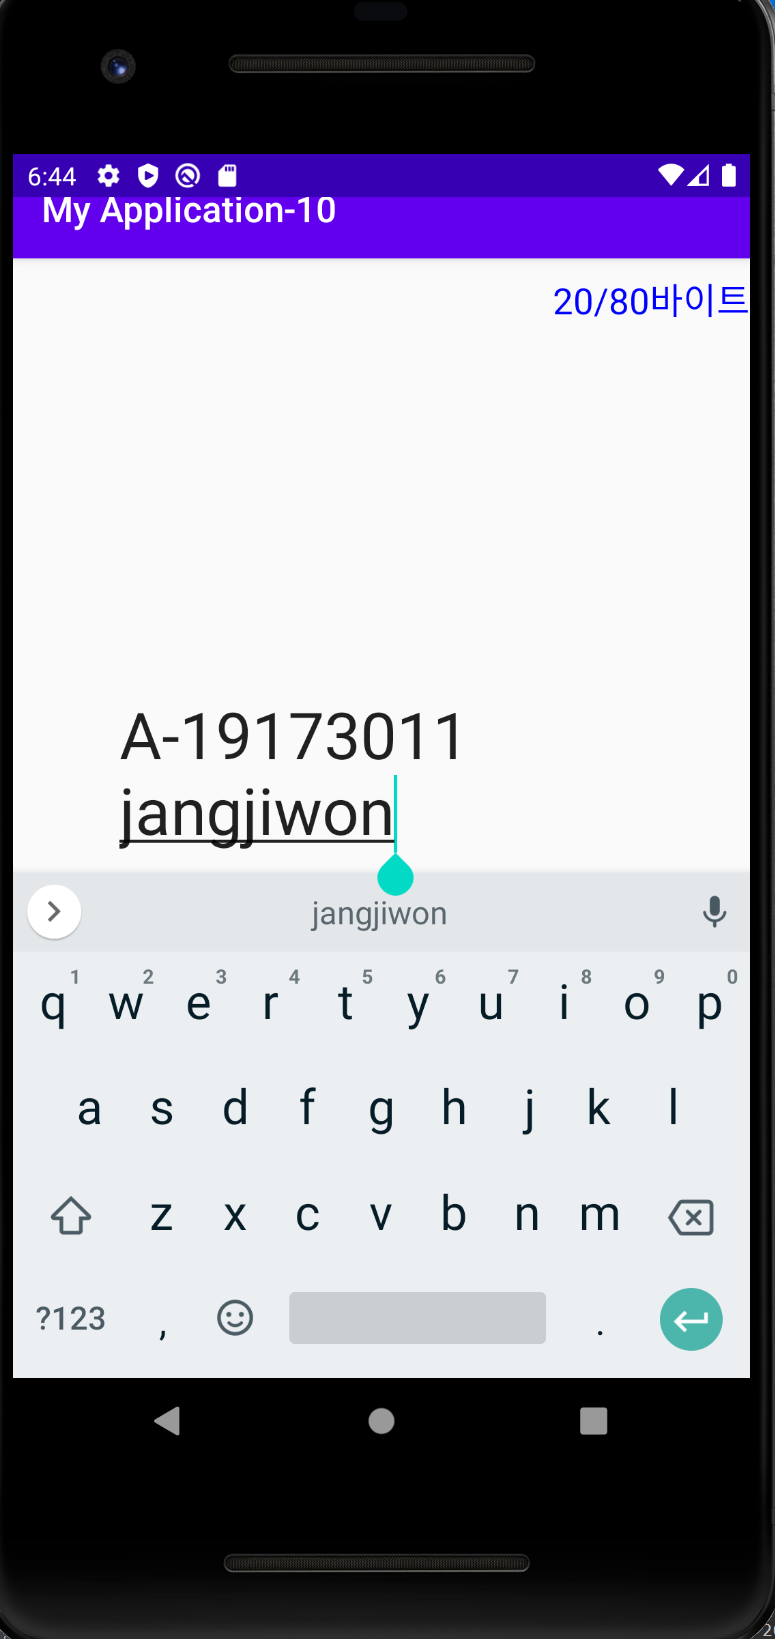 6:44
My Application-10
20/80바이트
A-19173011
jangjiwon
jangjiwon
1 2 3 4 5 6 7 8 9 0
q w e r t y u i o p
a s d f g h j k l
z x c v b n m
?123 , .